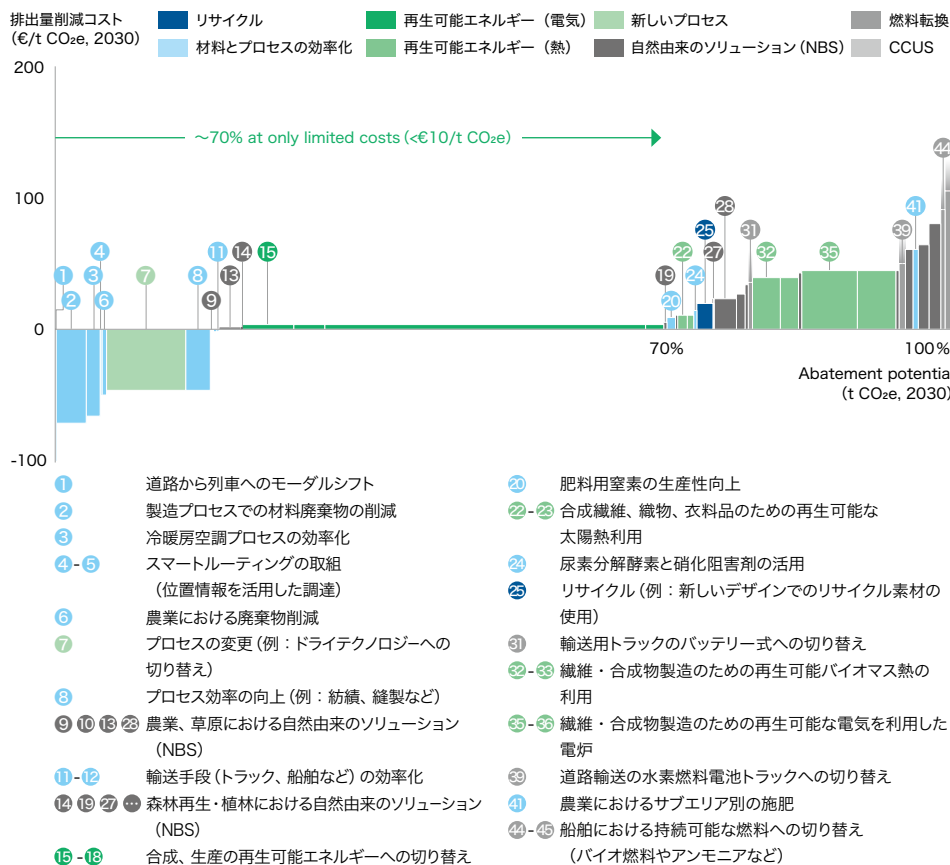 排出量削減コスト
(€/t CO₂e, 2030)
リサイクル
再生可能エネルギー（電気）
新しいプロセス
燃料転換
材料とプロセスの効率化
再生可能エネルギー（熱）
自然由来のソリューション（NBS）
CCUS
200
～70% at only limited costs (<€10/t CO₂e)
100
0
-100
1
2
3
4
6
7
8
9
11
13
14
15
19
20
22
24
25
27
28
31
32
35
39
41
44
70%
100%
Abatement potentia
(t CO₂e, 2030)
1 道路から列車へのモーダルシフト
2 製造プロセスでの材料廃棄物の削減
3 冷暖房空調プロセスの効率化
4-5 スマートルーティングの取組
（位置情報を活用した調達）
6 農業における廃棄物削減
7 プロセスの変更（例：ドライテクノロジーへの
切り替え）
8 プロセス効率の向上（例：紡績、縫製など）
9 10 13 28 農業、草原における自然由来のソリューション
（NBS）
11-12 輸送手段（トラック、船舶など）の効率化
14 19 27 … 森林再生・植林における自然由来のソリューション
（NBS）
15-18 合成、生産の再生可能エネルギーへの切り替え
20 肥料用窒素の生産性向上
22-23 合成繊維、織物、衣料品のための再生可能な
太陽熱利用
24 尿素分解酵素と硝化阻害剤の活用
25 リサイクル（例：新しいデザインでのリサイクル素材の
使用）
31 輸送用トラックのバッテリー式への切り替え
32-33 繊維・合成物製造のための再生可能バイオマス熱の
利用
35-36 繊維・合成物製造のための再生可能な電気を利用した
電炉
39 道路輸送の水素燃料電池トラックへの切り替え
41 農業におけるサブエリア別の施肥
44-45 船舶における持続可能な燃料への切り替え
（バイオ燃料やアンモニアなど）